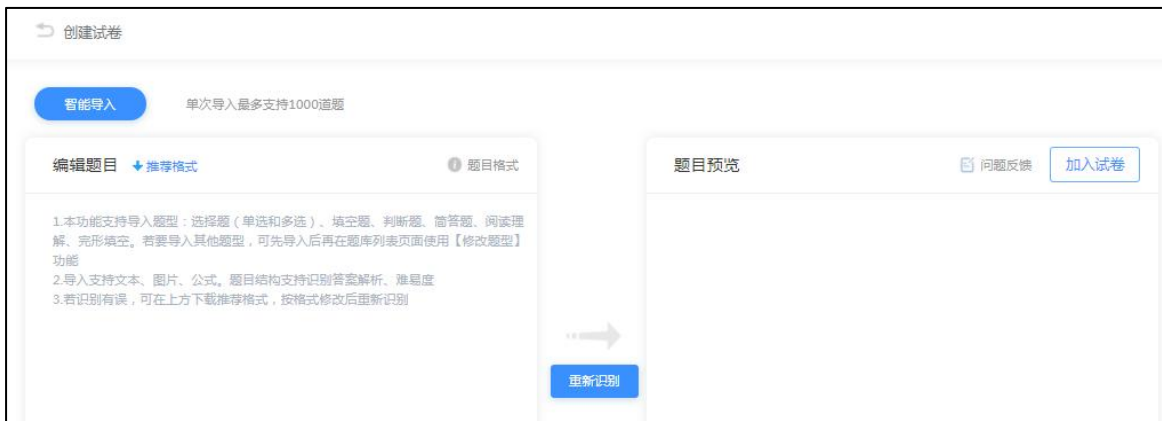 创建试卷
智能导入 单次导入最多支持1000道题
编辑题目 推荐格式 题目格式
1.本功能支持导入题型：选择题（单选和多选）、填空题、判断题、简答题、阅读理
解、完形填空。若要导入其他题型，可先导入后再在题库列表页面使用【修改题型】
功能
2.导入支持文本、图片、公式。题目结构支持识别答案解析、难易度
3.若识别有误，可在上方下载推荐格式，按格式修改后重新识别
重新识别
题目预览 问题反馈 加入试卷